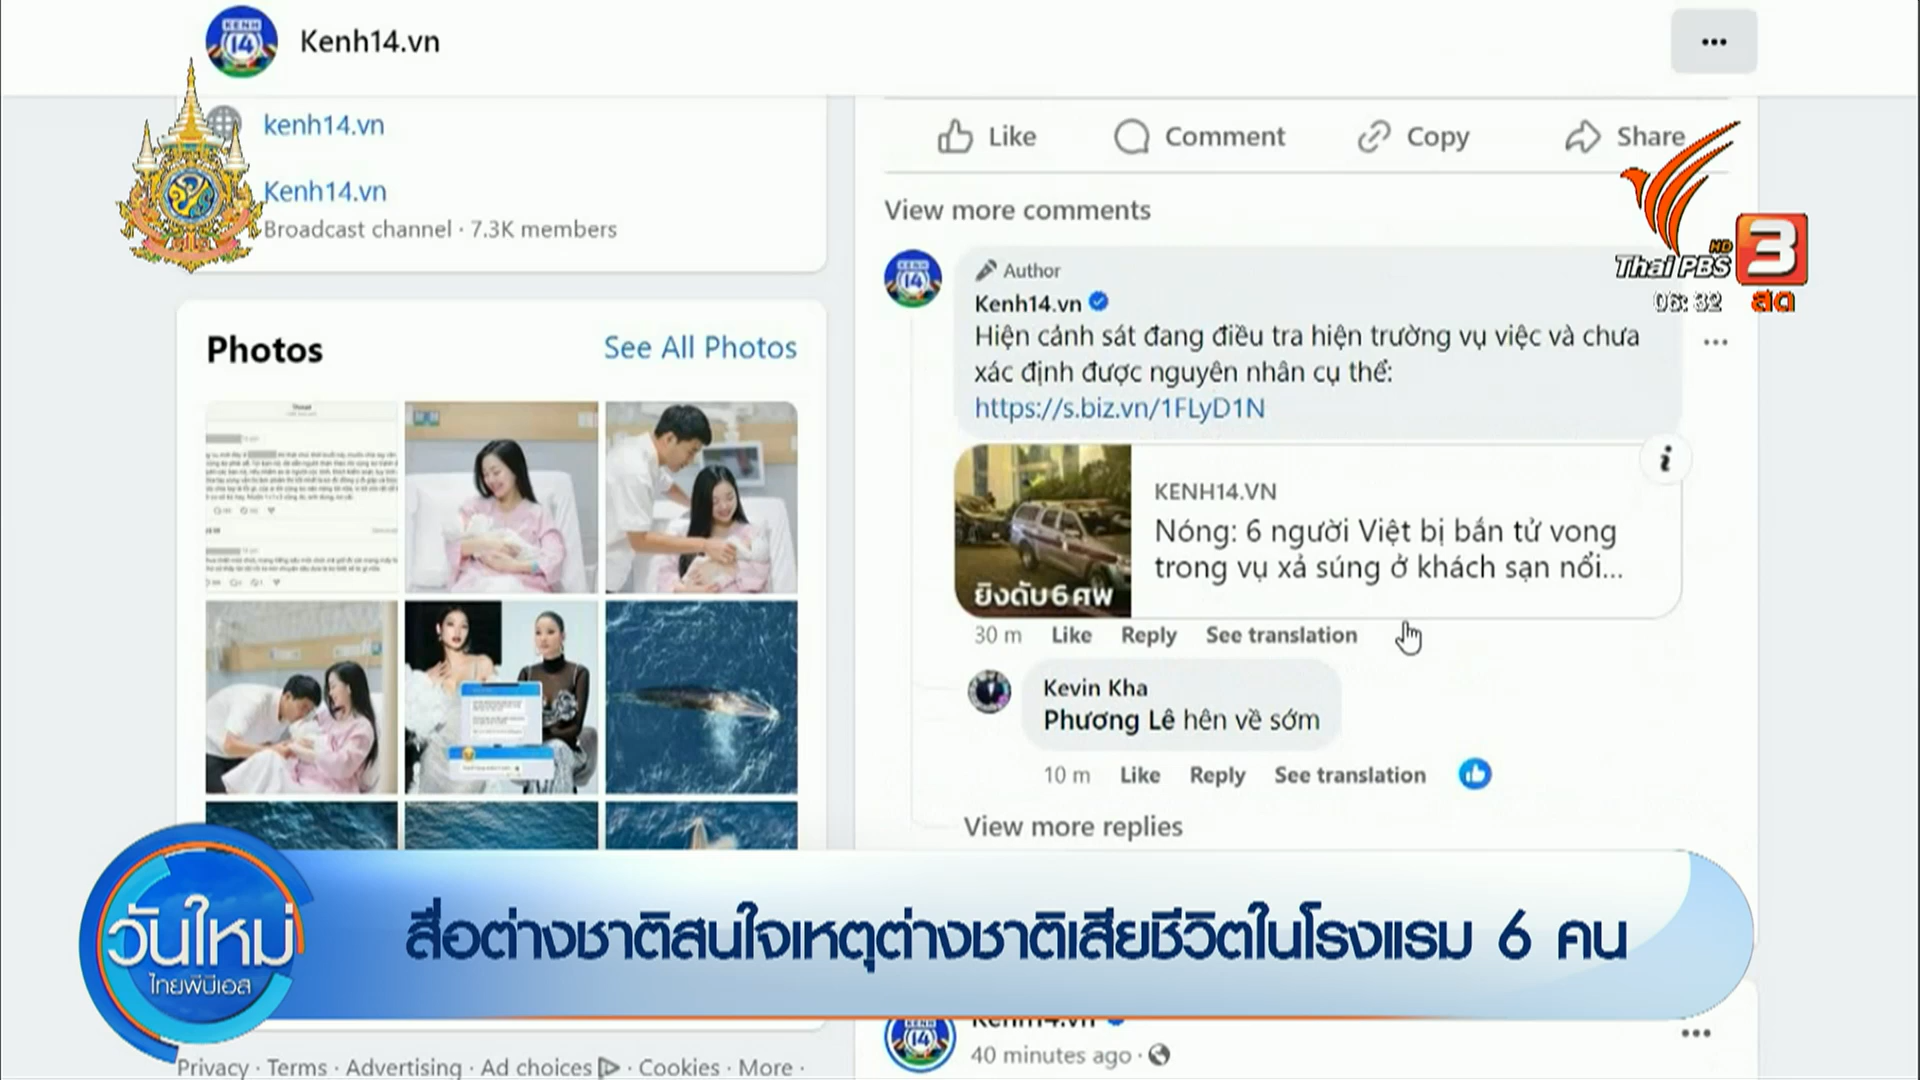 Kenh14.vn
kenh14.vn
Kenh14.vn
Broadcast channel · 7.3K members
Photos
See All Photos
Like
Comment
Copy
Share
View more comments
Author
Kenh14.vn
Hiện cảnh sát đang điều tra hiện trường vụ việc và chưa
xác định được nguyên nhân cụ thể:
https://s.biz.vn/1FLyD1N
KENH14.VN
Nóng: 6 người Việt bị bắn tử vong
trong vụ xả súng ở khách sạn nổi...
ยิงดับ 6 ศพ
30 m Like Reply See translation
Kevin Kha
Phương Lê hên về sớm
10 m Like Reply See translation
View more replies
Thai PBS HD 3
06:32 สด
วันใหม่
ไทยพีบีเอส
สื่อต่างชาติสนใจเหตุต่างชาติเสียชีวิตในโรงแรม 6 คน
KENH 14
Kenh14.vn
40 minutes ago ·
Privacy · Terms · Advertising · Ad choices · Cookies · More ·